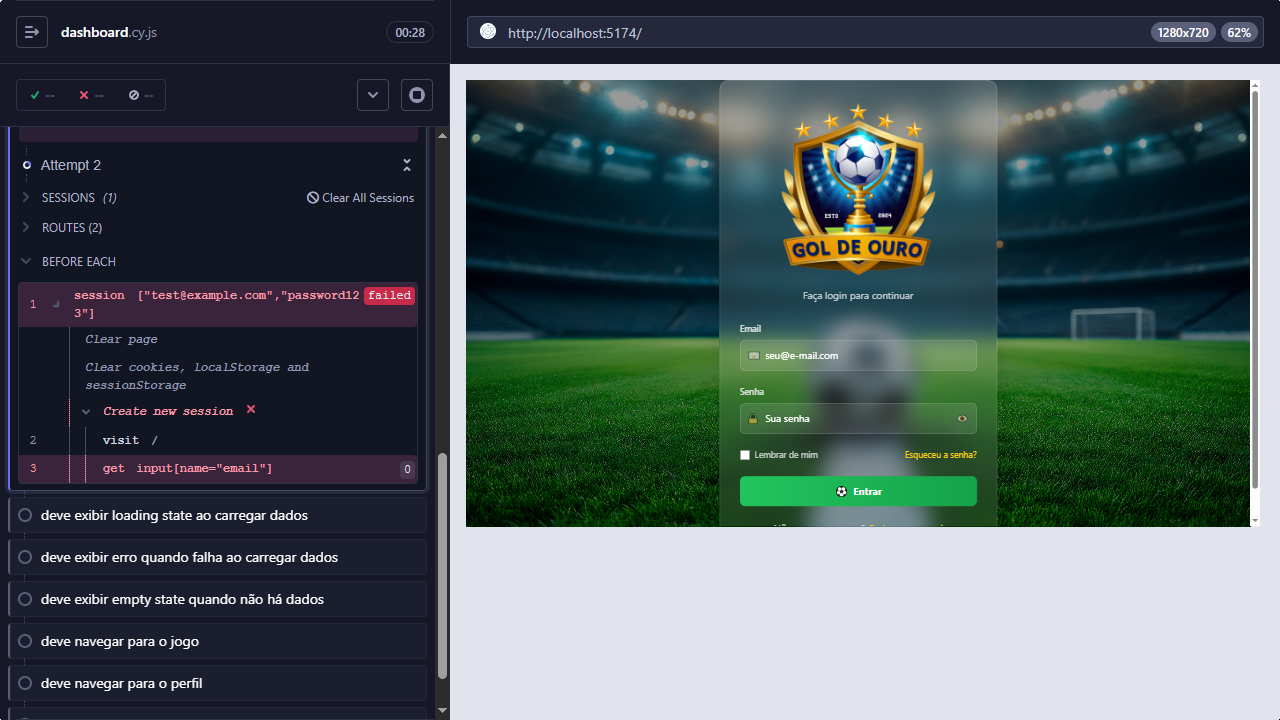 dashboard.cy.js
00:28
--
--
--
Attempt 2
SESSIONS (1)
Clear All Sessions
ROUTES (2)
BEFORE EACH
1
session ["test@example.com","password12
3"]
failed
Clear page
Clear cookies, localStorage and
sessionStorage
Create new session
2
visit /
3
get input[name="email"]
0
deve exibir loading state ao carregar dados
deve exibir erro quando falha ao carregar dados
deve exibir empty state quando não há dados
deve navegar para o jogo
deve navegar para o perfil
http://localhost:5174/
1280x720
62%
ESTD
2024
GOL DE OURO
Faça login para continuar
Email
seu@e-mail.com
Senha
Sua senha
Lembrar de mim
Esqueceu a senha?
Entrar